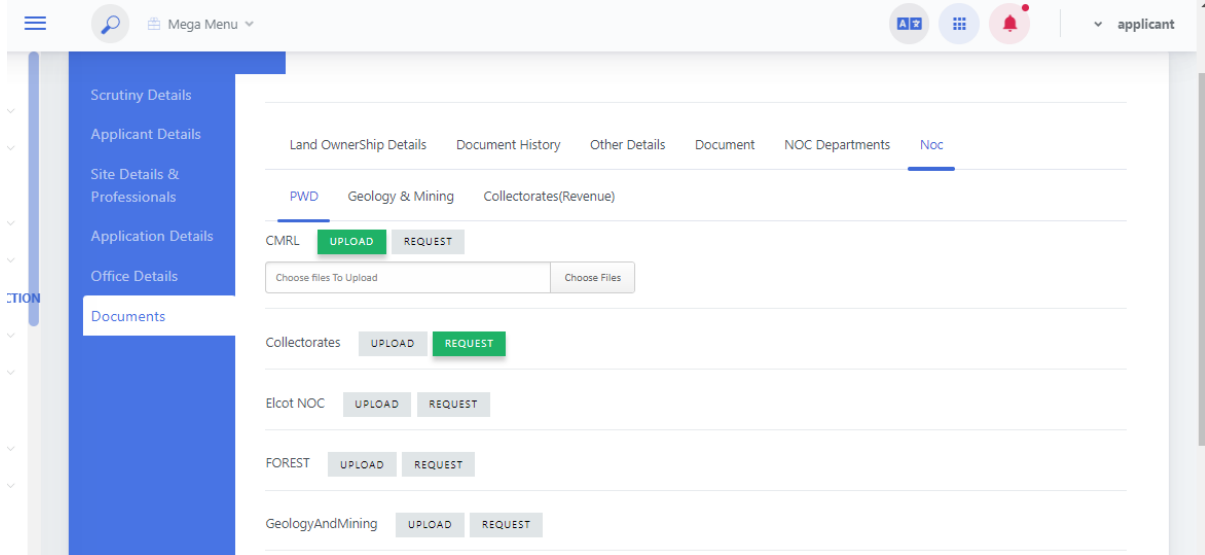 Mega Menu
applicant
Scrutiny Details
Applicant Details
Site Details &
Professionals
Application Details
Office Details
CTION
Documents
Land OwnerShip Details Document History Other Details Document NOC Departments Noc
PWD Geology & Mining Collectorates(Revenue)
CMRL UPLOAD REQUEST
Choose files To Upload Choose Files
Collectorates UPLOAD REQUEST
Elcot NOC UPLOAD REQUEST
FOREST UPLOAD REQUEST
GeologyAndMining UPLOAD REQUEST